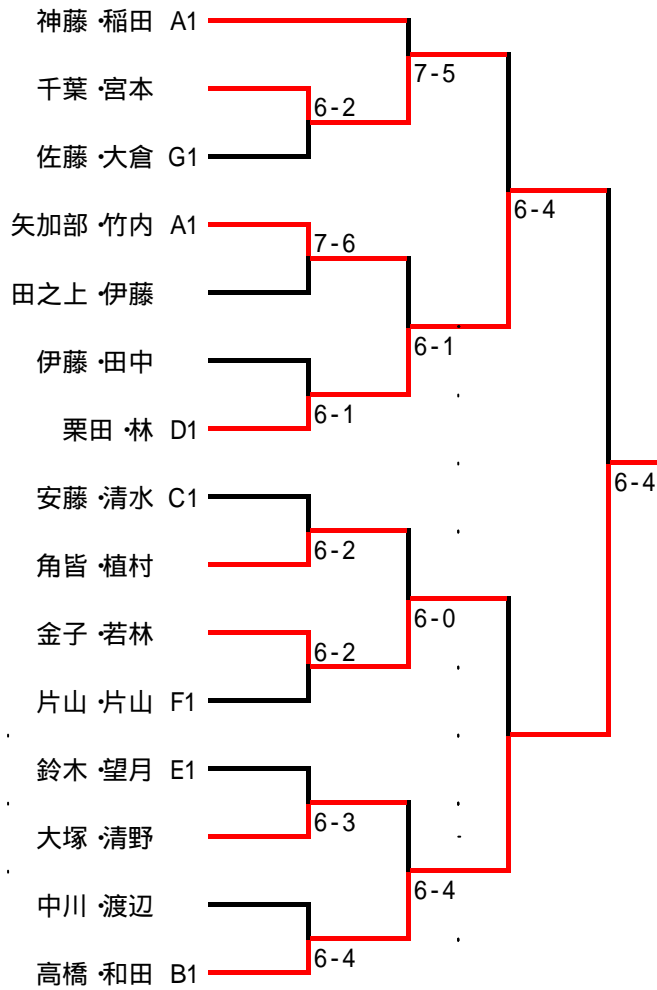 神藤・稲田 A1
7-5
千葉・宮本
6-2
佐藤・大倉 G1
矢加部・竹内 A1
6-4
7-6
田之上・伊藤
伊藤・田中
6-1
6-1
栗田・林 D1
6-4
安藤・清水 C1
6-2
角皆・植村
金子・若林
6-0
6-2
片山・片山 F1
鈴木・望月 E1
6-3
大塚・清野
6-4
中川・渡辺
6-4
高橋・和田 B1